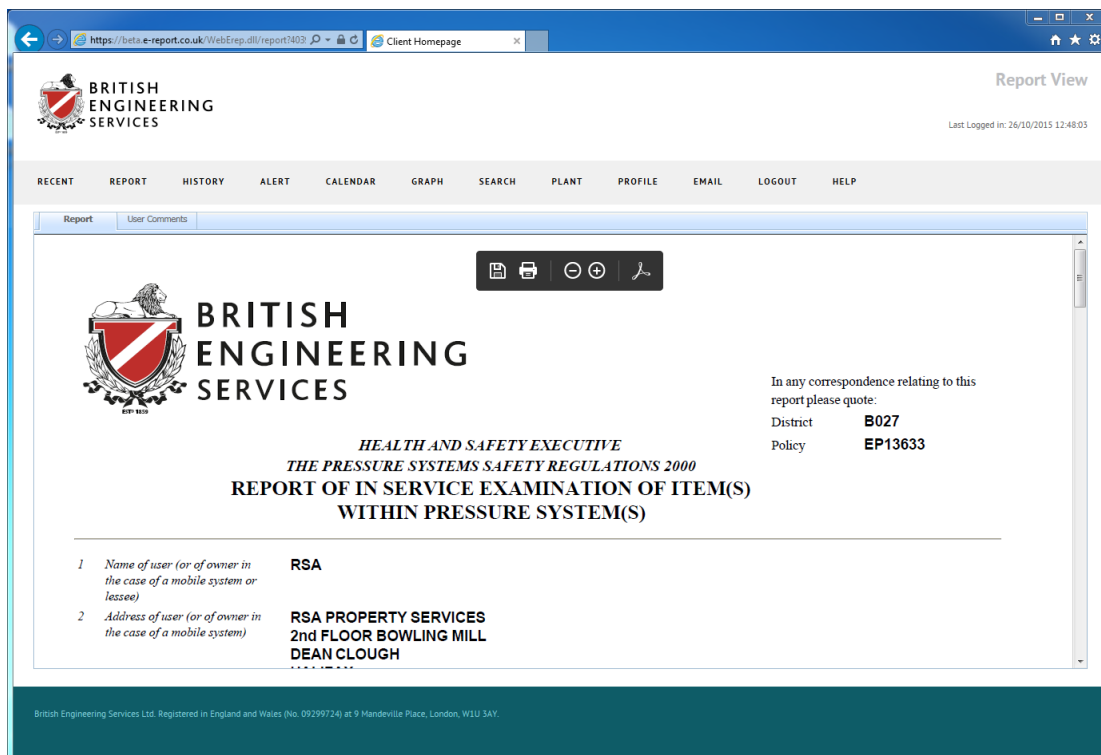 https://beta.e-report.co.uk/WebErep.dll/report?403!
Client Homepage
BRITISH
ENGINEERING
SERVICES
Report View
Last Logged in: 26/10/2015 12:48:03
RECENT REPORT HISTORY ALERT CALENDAR GRAPH SEARCH PLANT PROFILE EMAIL LOGOUT HELP
Report User Comments
BRITISH
ENGINEERING
SERVICES
ESTD 1859
In any correspondence relating to this
report please quote:
District B027
Policy EP13633
HEALTH AND SAFETY EXECUTIVE
THE PRESSURE SYSTEMS SAFETY REGULATIONS 2000
REPORT OF IN SERVICE EXAMINATION OF ITEM(S)
WITHIN PRESSURE SYSTEM(S)
1 Name of user (or of owner in RSA
the case of a mobile system or
lessee)
2 Address of user (or of owner in RSA PROPERTY SERVICES
the case of a mobile system) 2nd FLOOR BOWLING MILL
DEAN CLOUGH
British Engineering Services Ltd. Registered in England and Wales (No. 09299724) at 9 Mandeville Place, London, W1U 3AY.